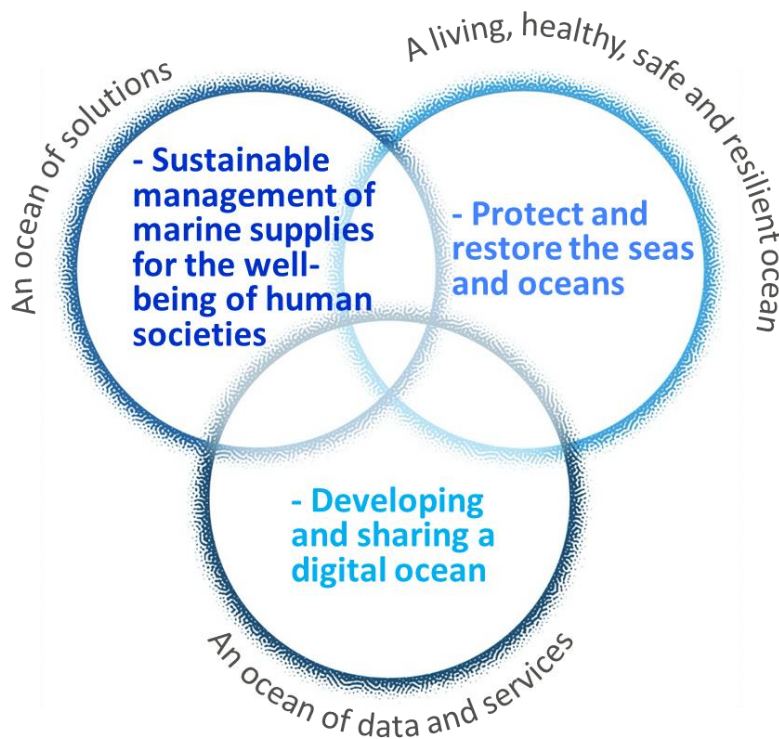 An ocean of solutions
- Sustainable
management of
marine supplies
for the well-
being of human
societies
A living, healthy, safe and resilient ocean
- Protect and
restore the seas
and oceans
- Developing
and sharing a
digital ocean
An ocean of data and services